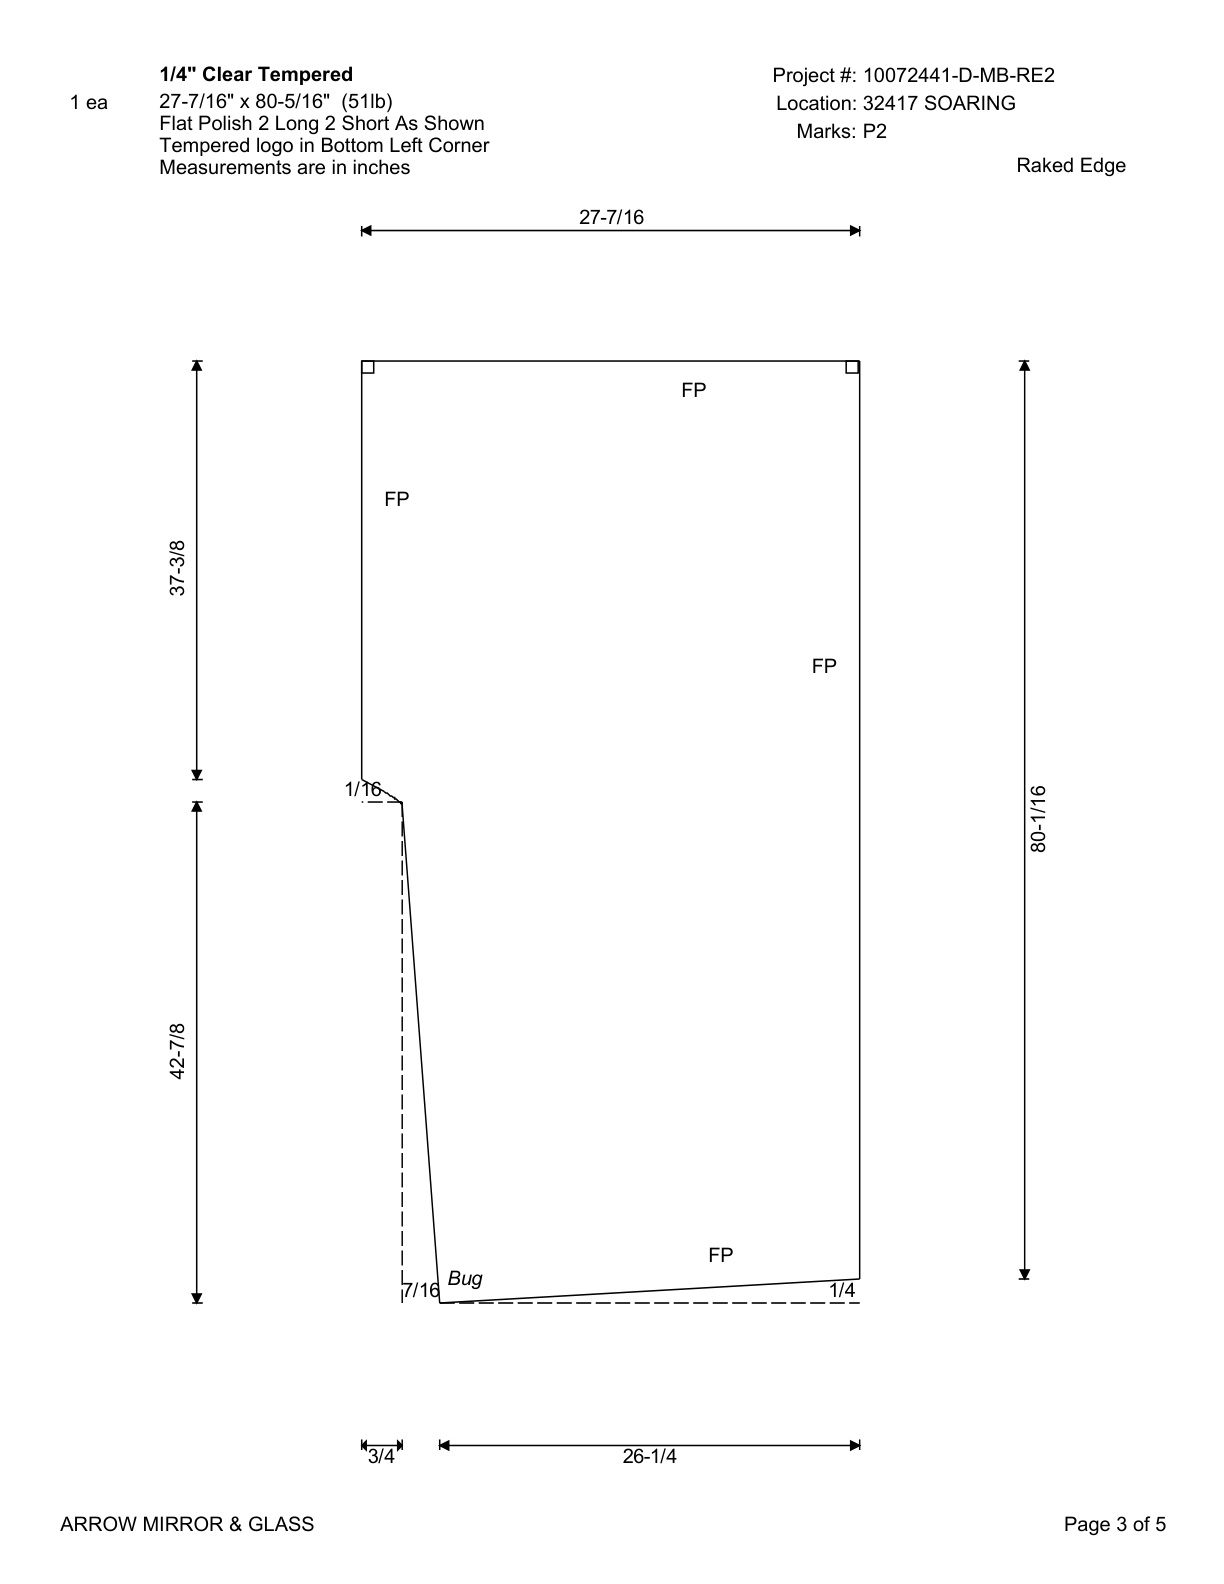 1/4" Clear Tempered
1 ea
27-7/16" x 80-5/16" (51lb)
Flat Polish 2 Long 2 Short As Shown
Tempered logo in Bottom Left Corner
Measurements are in inches
Project #: 10072441-D-MB-RE2
Location: 32417 SOARING
Marks: P2
Raked Edge
27-7/16
FP
FP
37-3/8
FP
1/16
80-1/16
42-7/8
FP
Bug
7/16
1/4
3/4
26-1/4
ARROW MIRROR & GLASS
Page 3 of 5